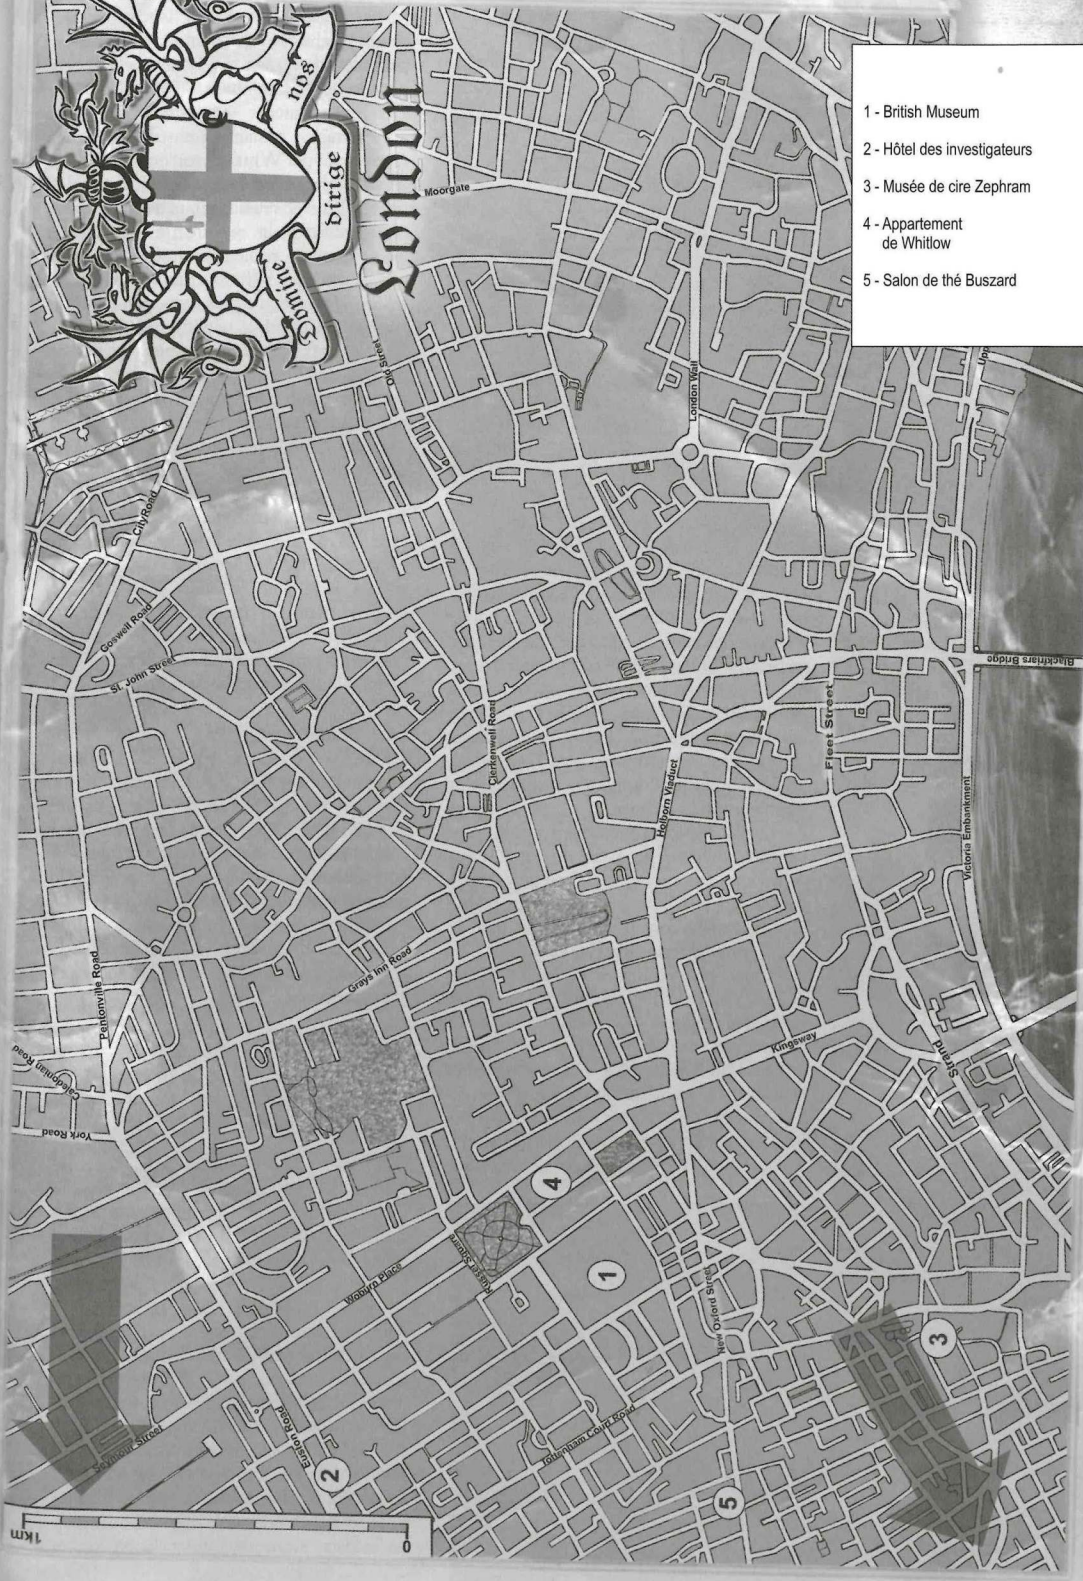 1 - British Museum
2 - Hôtel des investigateurs
3 - Musée de cire Zephram
4 - Appartement
de Whitlow
5 - Salon de thé Buszard
Domine
dirige
nos
London
Moorgate
Old Street
London Wall
Upp
City Road
Goswell Road
St. John Street
Clerkenwell Road
Fleet Street
Blackfriars Bridge
Holborn Viaduct
Victoria Embankment
Pentonville Road
Grays Inn Road
Caledonian Road
York Road
Kingsway
Strand
4
Russel Square
Woburn Place
1
New Oxford Street
3
Seymour Street
Euston Road
Tottenham Court Road
2
5
1km
0